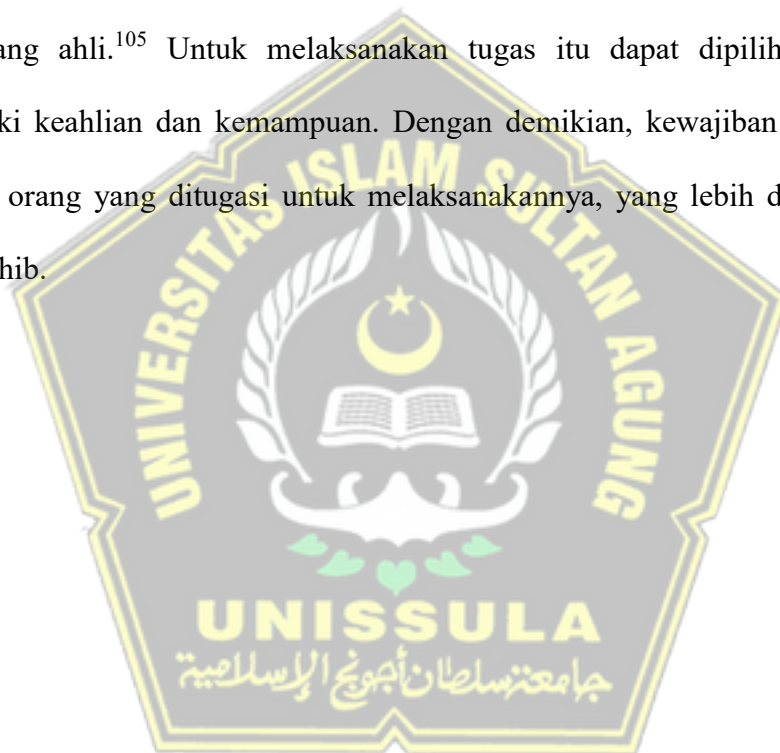 ang ahli.105 Untuk melaksanakan tugas itu dapat dipilih
ki keahlian dan kemampuan. Dengan demikian, kewajiban
orang yang ditugasi untuk melaksanakannya, yang lebih d
hib.
UNIVERSITAS ISLAM SULTAN AGUNG
UNISSULA
جامعة سلطان أجونج الإسلامية